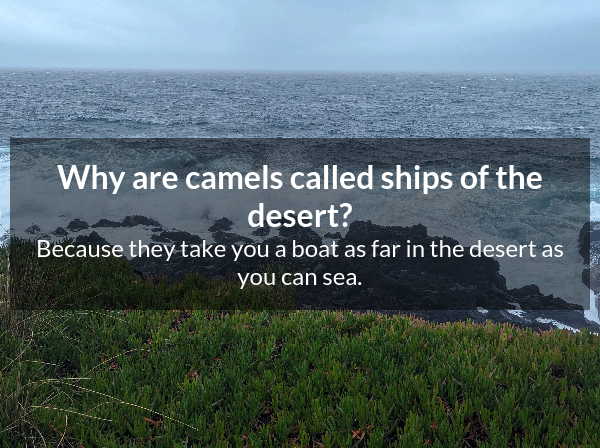 Why are camels called ships of the
desert?
Because they take you a boat as far in the desert as
you can sea.